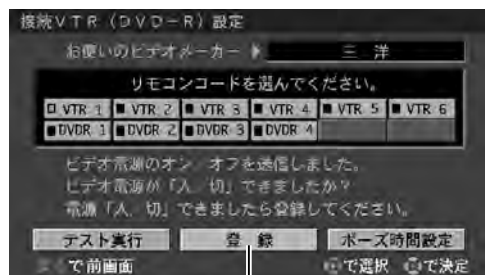 接続VTR(DVD-R)設定
お使いのビデオメーカー 三 洋
リモコンコードを選んでください。
VTR 1 VTR 2 VTR 3 VTR 4 VTR 5 VTR 6
DVDR 1 DVDR 2 DVDR 3 DVDR 4
ビデオ電源のオン オフを送信しました。
ビデオ電源が「入 切」できましたか?
電源「入 切」できましたら登録してください。
テスト実行 登 録 ポーズ時間設定
で前画面 で選択 で決定